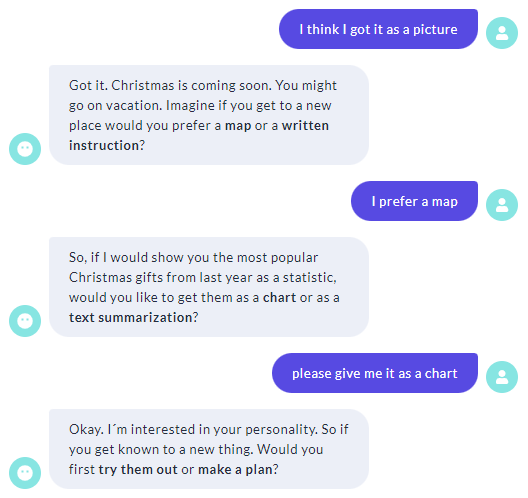 I think I got it as a picture
Got it. Christmas is coming soon. You might
go on vacation. Imagine if you get to a new
place would you prefer a map or a written
instruction?
I prefer a map
So, if I would show you the most popular
Christmas gifts from last year as a statistic,
would you like to get them as a chart or as a
text summarization?
please give me it as a chart
Okay. I´m interested in your personality. So if
you get known to a new thing. Would you
first try them out or make a plan?